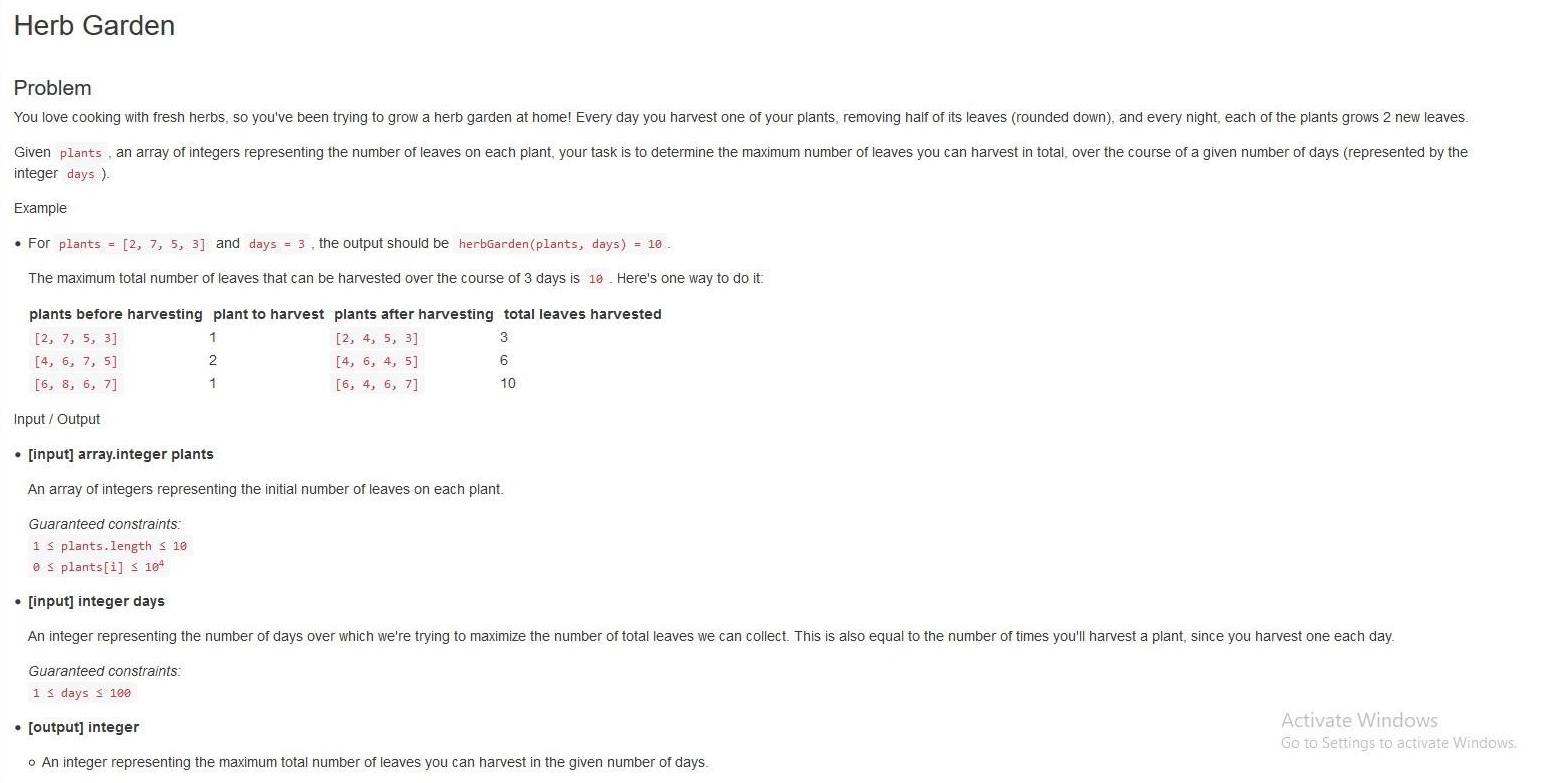 Herb Garden
Problem
You love cooking with fresh herbs, so you've been trying to grow a herb garden at home! Every day you harvest one of your plants, removing half of its leaves (rounded down), and every night, each of the plants grows 2 new leaves.
Given plants , an array of integers representing the number of leaves on each plant, your task is to determine the maximum number of leaves you can harvest in total, over the course of a given number of days (represented by the
integer days ).
Example
• For plants = [2, 7, 5, 3] and days = 3 , the output should be herbGarden(plants, days) = 10 .
The maximum total number of leaves that can be harvested over the course of 3 days is 10 . Here's one way to do it:
plants before harvesting plant to harvest plants after harvesting total leaves harvested
[2, 7, 5, 3] 1 [2, 4, 5, 3] 3
[4, 6, 7, 5] 2 [4, 6, 4, 5] 6
[6, 8, 6, 7] 1 [6, 4, 6, 7] 10
Input / Output
• [input] array.integer plants
An array of integers representing the initial number of leaves on each plant.
Guaranteed constraints:
1 ≤ plants.length ≤ 10
0 ≤ plants[i] ≤ 10⁴
• [input] integer days
An integer representing the number of days over which we're trying to maximize the number of total leaves we can collect. This is also equal to the number of times you'll harvest a plant, since you harvest one each day.
Guaranteed constraints:
1 ≤ days ≤ 100
• [output] integer
○ An integer representing the maximum total number of leaves you can harvest in the given number of days.
Activate Windows
Go to Settings to activate Windows.